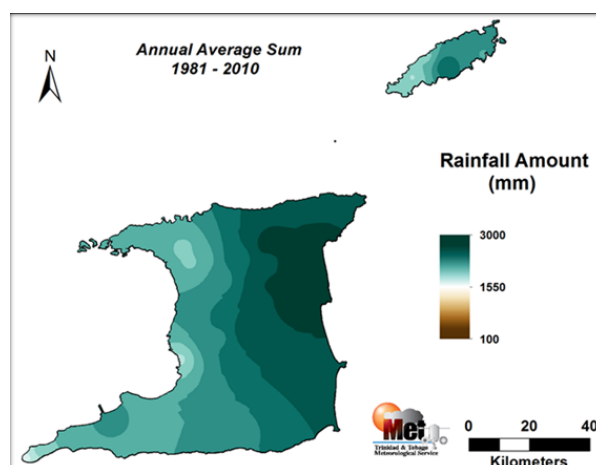 Annual Average Sum
1981 - 2010
N
Rainfall Amount
(mm)
3000
1550
100
Met
Trinidad & Tobago
Meteorological Service
0 20 40
Kilometers